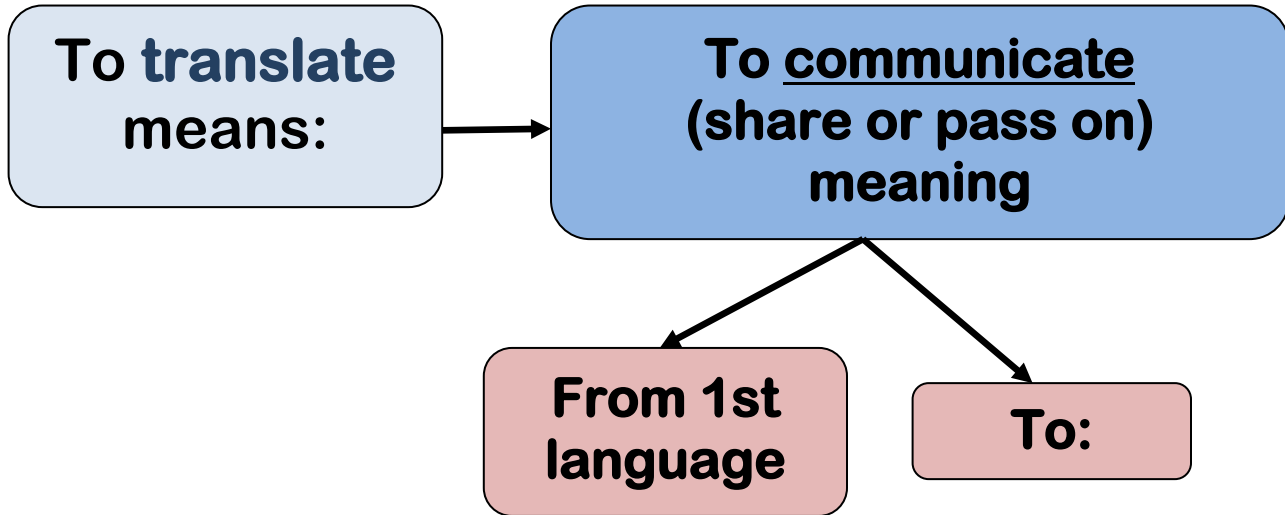 To translate
means:
To communicate
(share or pass on)
meaning
From 1st
language
To: